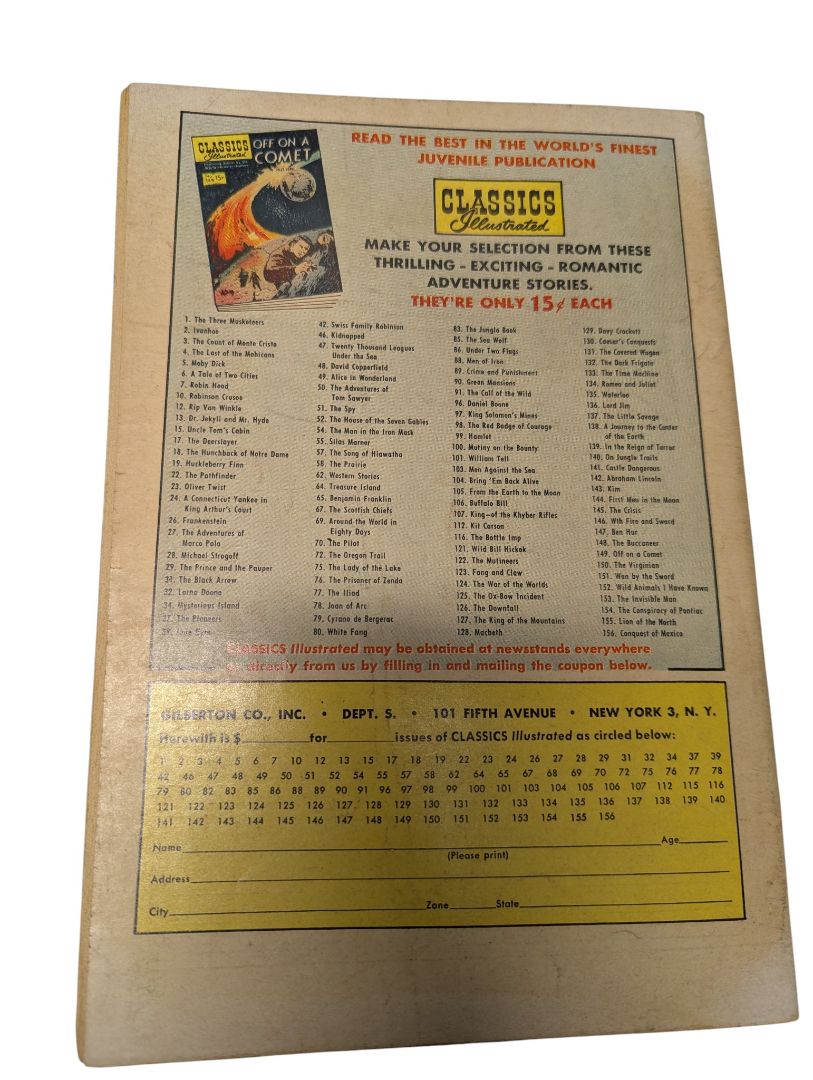 CLASSICS
Illustrated
OFF ON A
COMET
15¢
READ THE BEST IN THE WORLD'S FINEST
JUVENILE PUBLICATION
CLASSICS
Illustrated
MAKE YOUR SELECTION FROM THESE
THRILLING - EXCITING - ROMANTIC
ADVENTURE STORIES.
THEY'RE ONLY 15¢ EACH
1. The Three Musketeers
2. Ivanhoe
3. The Count of Monte Cristo
4. The Last of the Mohicans
5. Moby Dick
6. A Tale of Two Cities
7. Robin Hood
10. Robinson Crusoe
12. Rip Van Winkle
13. Dr. Jekyll and Mr. Hyde
15. Uncle Tom's Cabin
17. The Deerslayer
18. The Hunchback of Notre Dame
19. Huckleberry Finn
22. The Pathfinder
23. Oliver Twist
24. A Connecticut Yankee in
King Arthur's Court
26. Frankenstein
27. The Adventures of
Marco Polo
28. Michael Strogoff
29. The Prince and the Pauper
31. The Black Arrow
32. Lorna Doone
34. Mysterious Island
37. The Pioneers
39. Jane Eyre
42. Swiss Family Robinson
46. Kidnapped
47. Twenty Thousand Leagues
Under the Sea
48. David Copperfield
49. Alice in Wonderland
50. The Adventures of
Tom Sawyer
51. The Spy
52. The House of the Seven Gables
54. The Man in the Iron Mask
55. Silas Marner
57. The Song of Hiawatha
58. The Prairie
62. Western Stories
64. Treasure Island
65. Benjamin Franklin
67. The Scottish Chiefs
69. Around the World in
Eighty Days
70. The Pilot
72. The Oregon Trail
75. The Lady of the Lake
76. The Prisoner of Zenda
77. The Iliad
78. Joan of Arc
79. Cyrano de Bergerac
80. White Fang
83. The Jungle Book
85. The Sea Wolf
86. Under Two Flags
88. Men of Iron
89. Crime and Punishment
90. Green Mansions
91. The Call of the Wild
96. Daniel Boone
97. King Solomon's Mines
98. The Red Badge of Courage
99. Hamlet
100. Mutiny on the Bounty
101. William Tell
103. Men Against the Sea
104. Bring 'Em Back Alive
105. From the Earth to the Moon
106. Buffalo Bill
107. King—of the Khyber Rifles
112. Kit Carson
116. The Bottle Imp
121. Wild Bill Hickok
122. The Mutineers
123. Fang and Claw
124. The War of the Worlds
125. The Ox-Bow Incident
126. The Downfall
127. The King of the Mountains
128. Macbeth
129. Davy Crockett
130. Caesar's Conquests
131. The Covered Wagon
132. The Dark Frigate
133. The Time Machine
134. Romeo and Juliet
135. Waterloo
136. Lord Jim
137. The Little Savage
138. A Journey to the Center
of the Earth
139. In the Reign of Terror
140. On Jungle Trails
141. Castle Dangerous
142. Abraham Lincoln
143. Kim
144. First Men in the Moon
145. The Crisis
146. Wth Fire and Sword
147. Ben Hur
148. The Buccaneer
149. Off on a Comet
150. The Virginian
151. Won by the Sword
152. Wild Animals I Have Known
153. The Invisible Man
154. The Conspiracy of Pontiac
155. Lion of the North
156. Conquest of Mexico
CLASSICS Illustrated may be obtained at newsstands everywhere
or directly from us by filling in and mailing the coupon below.
GILBERTON CO., INC. • DEPT. S. • 101 FIFTH AVENUE • NEW YORK 3, N. Y.
Herewith is $ for issues of CLASSICS Illustrated as circled below:
1 2 3 4 5 6 7 10 12 13 15 17 18 19 22 23 24 26 27 28 29 31 32 34 37 39
42 46 47 48 49 50 51 52 54 55 57 58 62 64 65 67 68 69 70 72 75 76 77 78
79 80 82 83 85 86 88 89 90 91 96 97 98 99 100 101 103 104 105 106 107 112 115 116
121 122 123 124 125 126 127 128 129 130 131 132 133 134 135 136 137 138 139 140
141 142 143 144 145 146 147 148 149 150 151 152 153 154 155 156
Name Age
(Please print)
Address
City Zone State